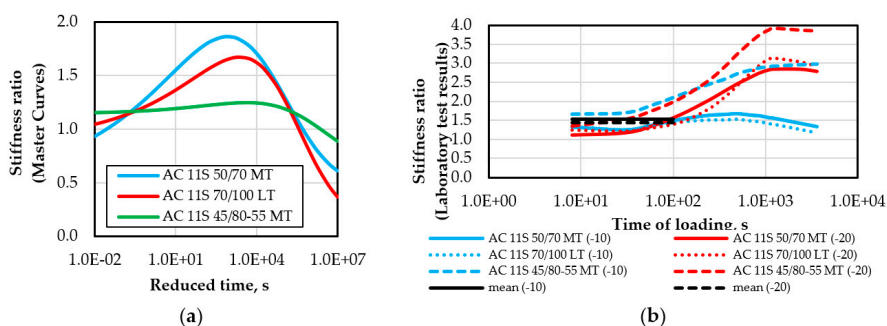 (a)
Stiffness ratio
(Master Curves)
2.0
1.5
1.0
0.5
0.0
AC 11S 50/70 MT
AC 11S 70/100 LT
AC 11S 45/80-55 MT
1.0E-02 1.0E+01 1.0E+04 1.0E+07
Reduced time, s
(a)
(b)
Stiffness ratio
(Laboratory test results)
4.0
3.5
3.0
2.5
2.0
1.5
1.0
0.5
0.0
1.0E+00 1.0E+01 1.0E+02 1.0E+03 1.0E+04
Time of loading, s
AC 11S 50/70 MT (-10) AC 11S 50/70 MT (-20)
AC 11S 70/100 LT (-10) AC 11S 70/100 LT (-20)
AC 11S 45/80-55 MT (-10) AC 11S 45/80-55 MT (-20)
mean (-10) mean (-20)
(b)